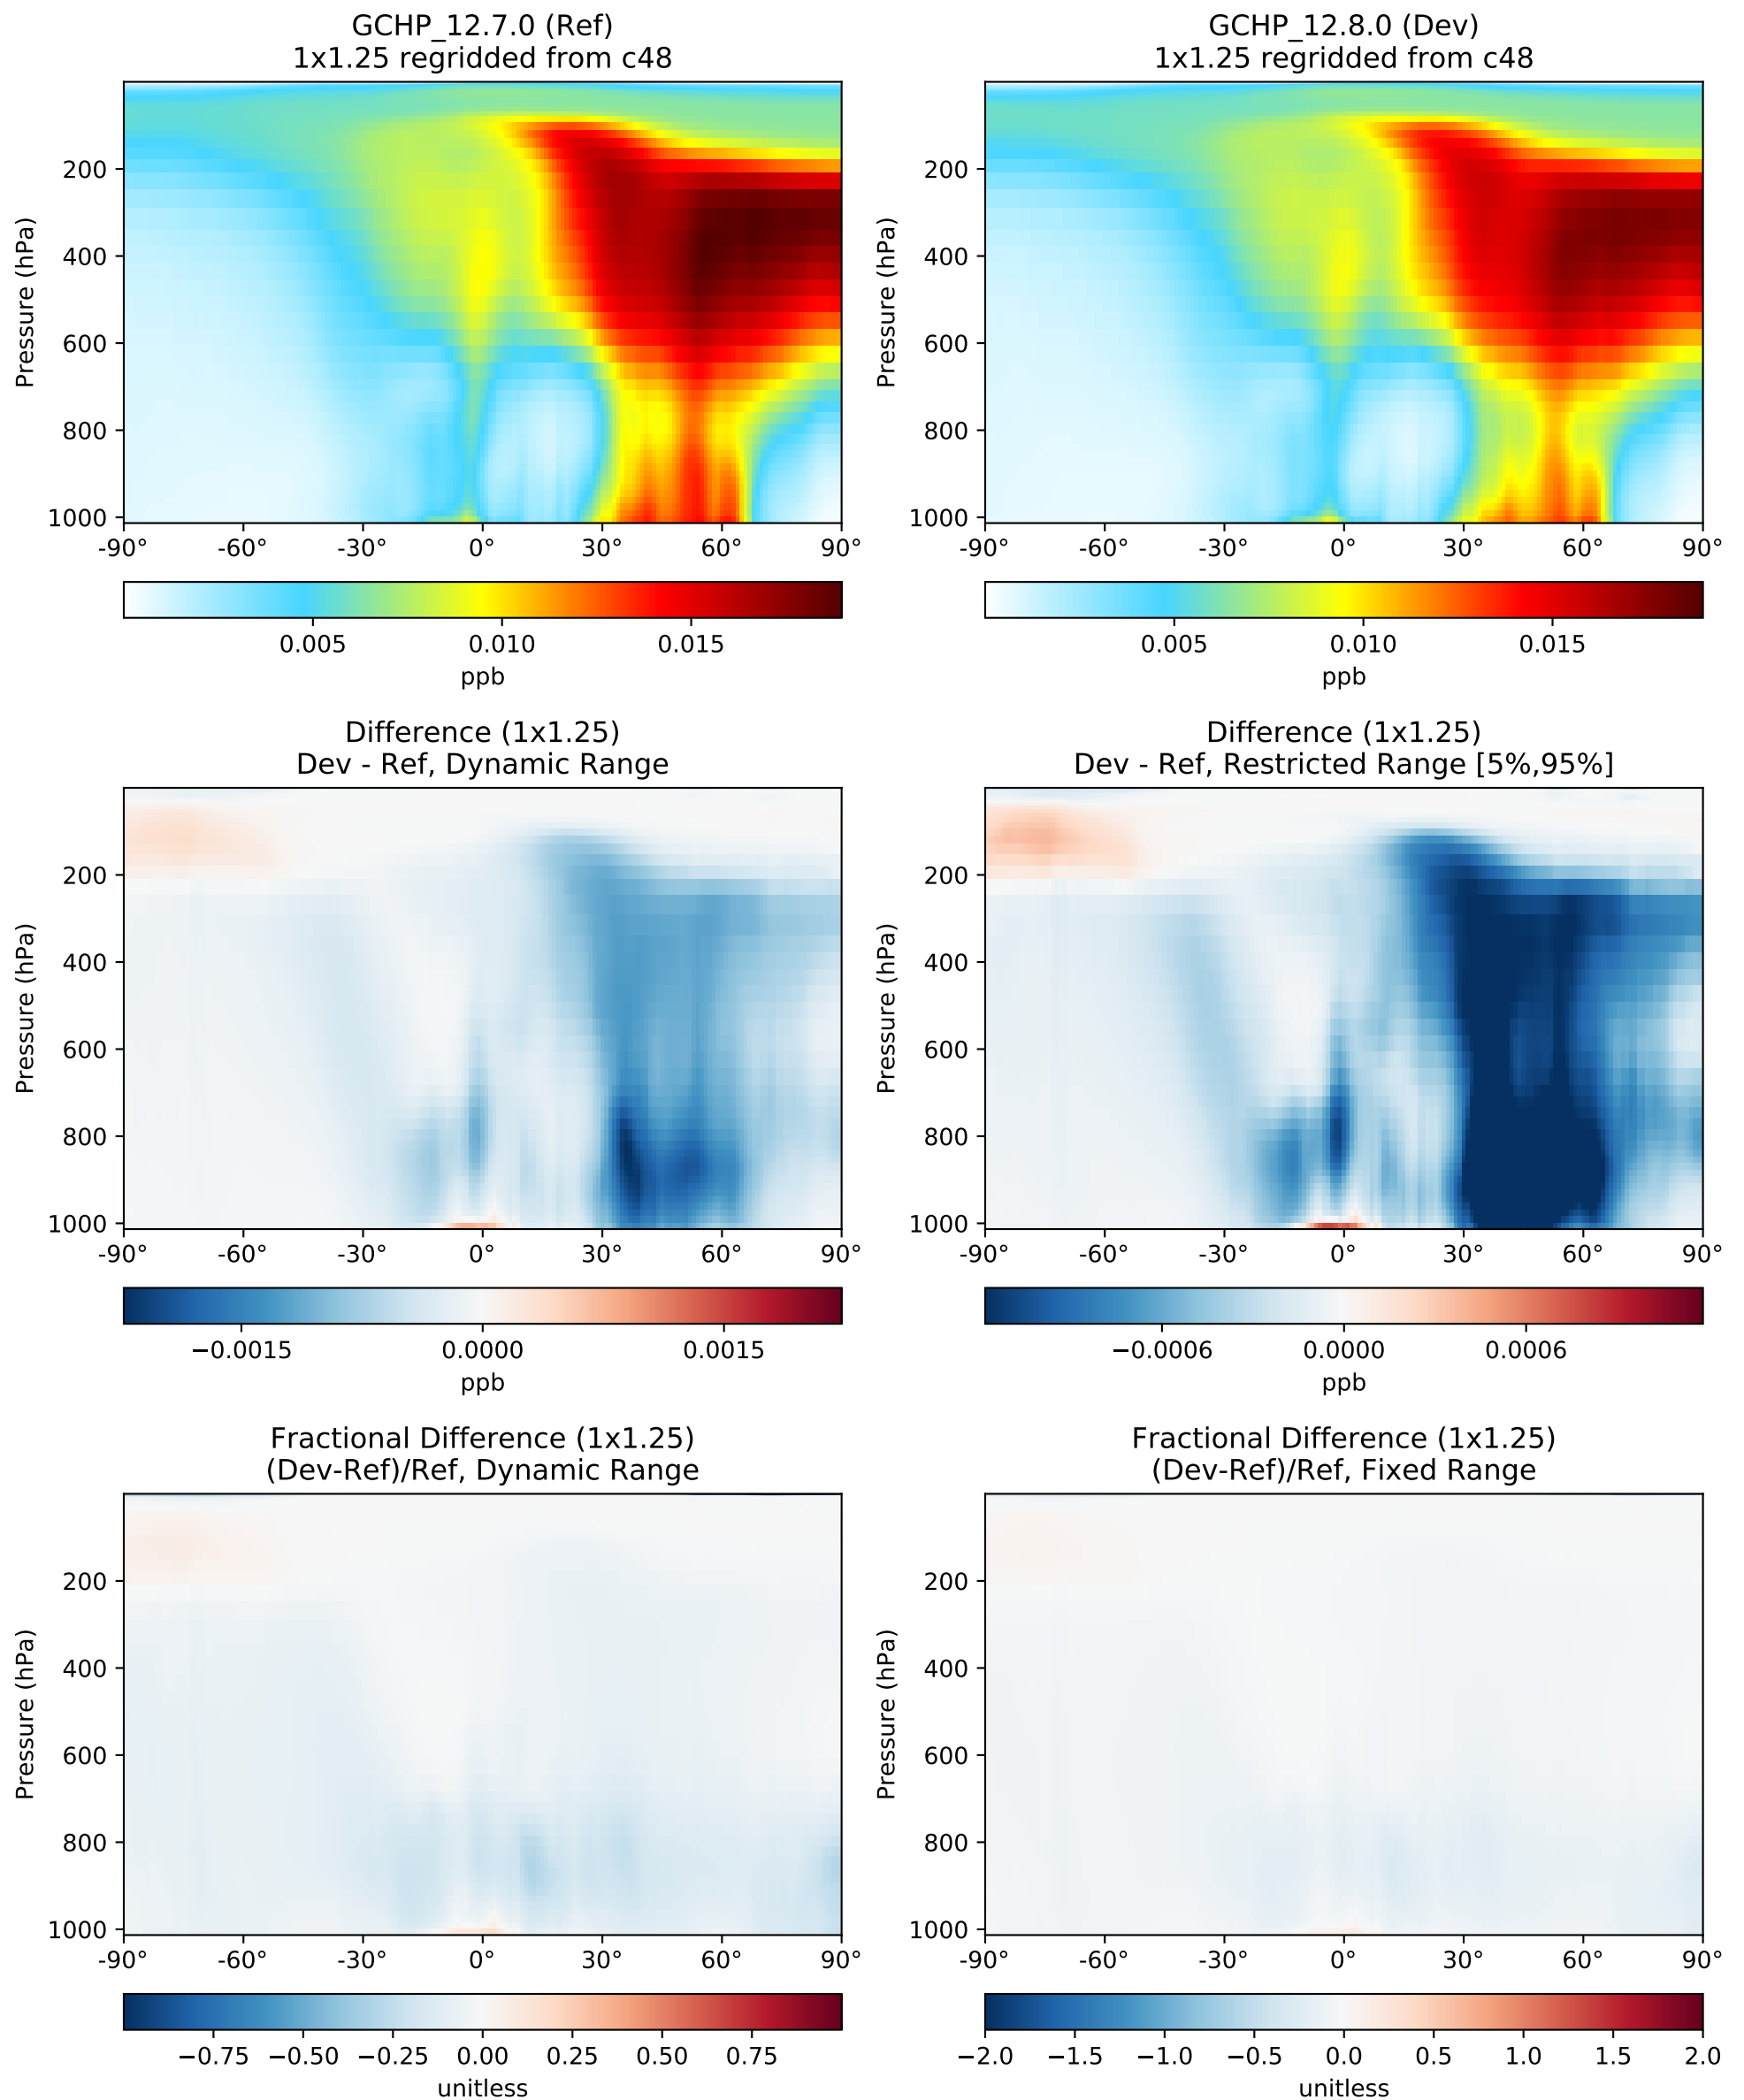 GCHP_12.7.0 (Ref)
1x1.25 regridded from c48
Pressure (hPa)
200
400
600
800
1000
-90° -60° -30° 0° 30° 60° 90°
0.005 0.010 0.015
ppb
GCHP_12.8.0 (Dev)
1x1.25 regridded from c48
Pressure (hPa)
200
400
600
800
1000
-90° -60° -30° 0° 30° 60° 90°
0.005 0.010 0.015
ppb
Difference (1x1.25)
Dev - Ref, Dynamic Range
Pressure (hPa)
200
400
600
800
1000
-90° -60° -30° 0° 30° 60° 90°
−0.0015 0.0000 0.0015
ppb
Difference (1x1.25)
Dev - Ref, Restricted Range [5%,95%]
Pressure (hPa)
200
400
600
800
1000
-90° -60° -30° 0° 30° 60° 90°
−0.0006 0.0000 0.0006
ppb
Fractional Difference (1x1.25)
(Dev-Ref)/Ref, Dynamic Range
Pressure (hPa)
200
400
600
800
1000
-90° -60° -30° 0° 30° 60° 90°
−0.75 −0.50 −0.25 0.00 0.25 0.50 0.75
unitless
Fractional Difference (1x1.25)
(Dev-Ref)/Ref, Fixed Range
Pressure (hPa)
200
400
600
800
1000
-90° -60° -30° 0° 30° 60° 90°
−2.0 −1.5 −1.0 −0.5 0.0 0.5 1.0 1.5 2.0
unitless